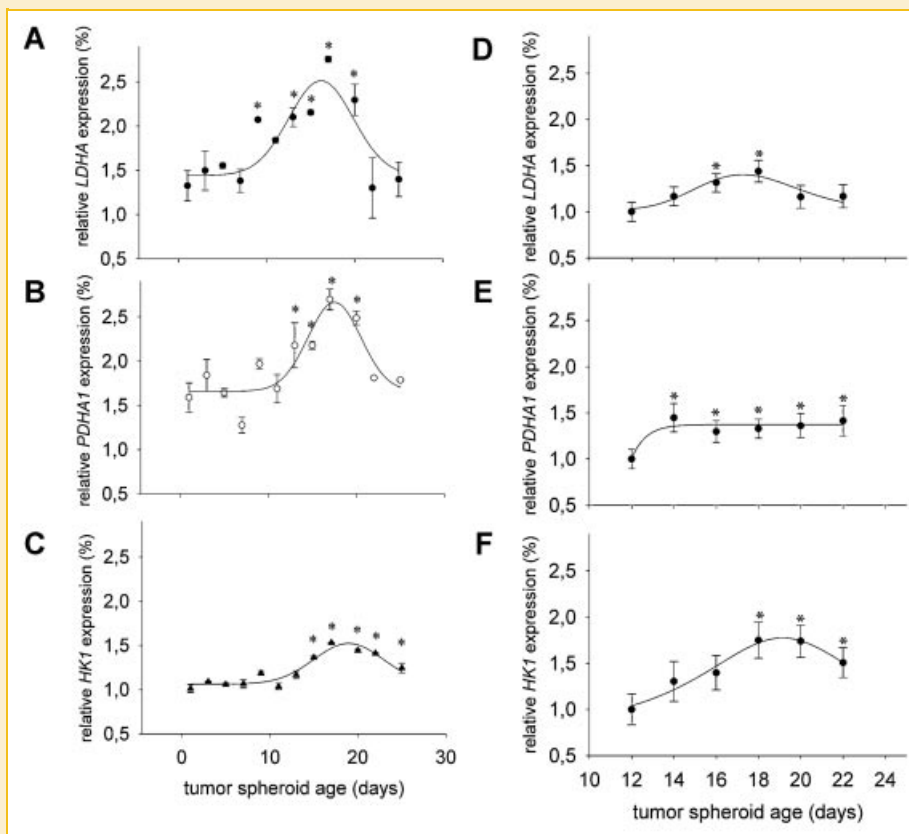 A
relative LDHA expression (%)
2,5
2,0
1,5
1,0
0,5
* * * * *
B
relative PDHA1 expression (%)
2,5
2,0
1,5
1,0
0,5
* * * *
C
relative HK1 expression (%)
2,5
2,0
1,5
1,0
0,5
* * * * *
0 10 20 30
tumor spheroid age (days)
D
relative LDHA expression (%)
2,5
2,0
1,5
1,0
0,5
* *
E
relative PDHA1 expression (%)
2,5
2,0
1,5
1,0
0,5
* * * * *
F
relative HK1 expression (%)
2,5
2,0
1,5
1,0
0,5
* * *
10 12 14 16 18 20 22 24
tumor spheroid age (days)